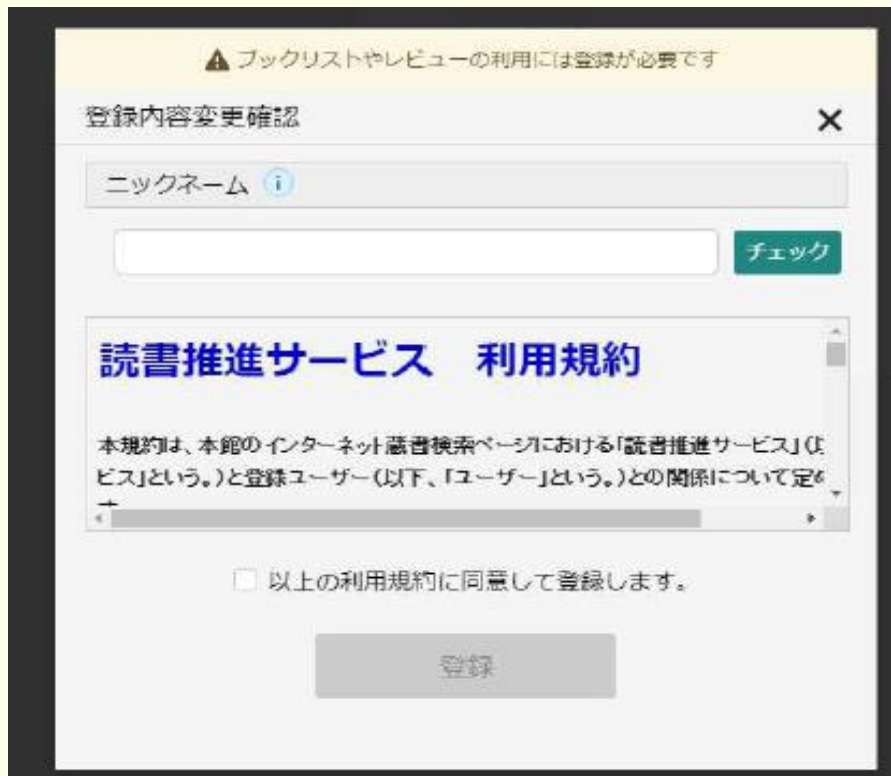 ブックリストやレビューの利用には登録が必要です
登録内容変更確認
ニックネーム
チェック
読書推進サービス 利用規約
本規約は、本館のインターネット蔵書検索ページにおける「読書推進サービス」(以
ビス」という。)と登録ユーザー(以下、「ユーザー」という。)との関係について定め
以上の利用規約に同意して登録します。
登録